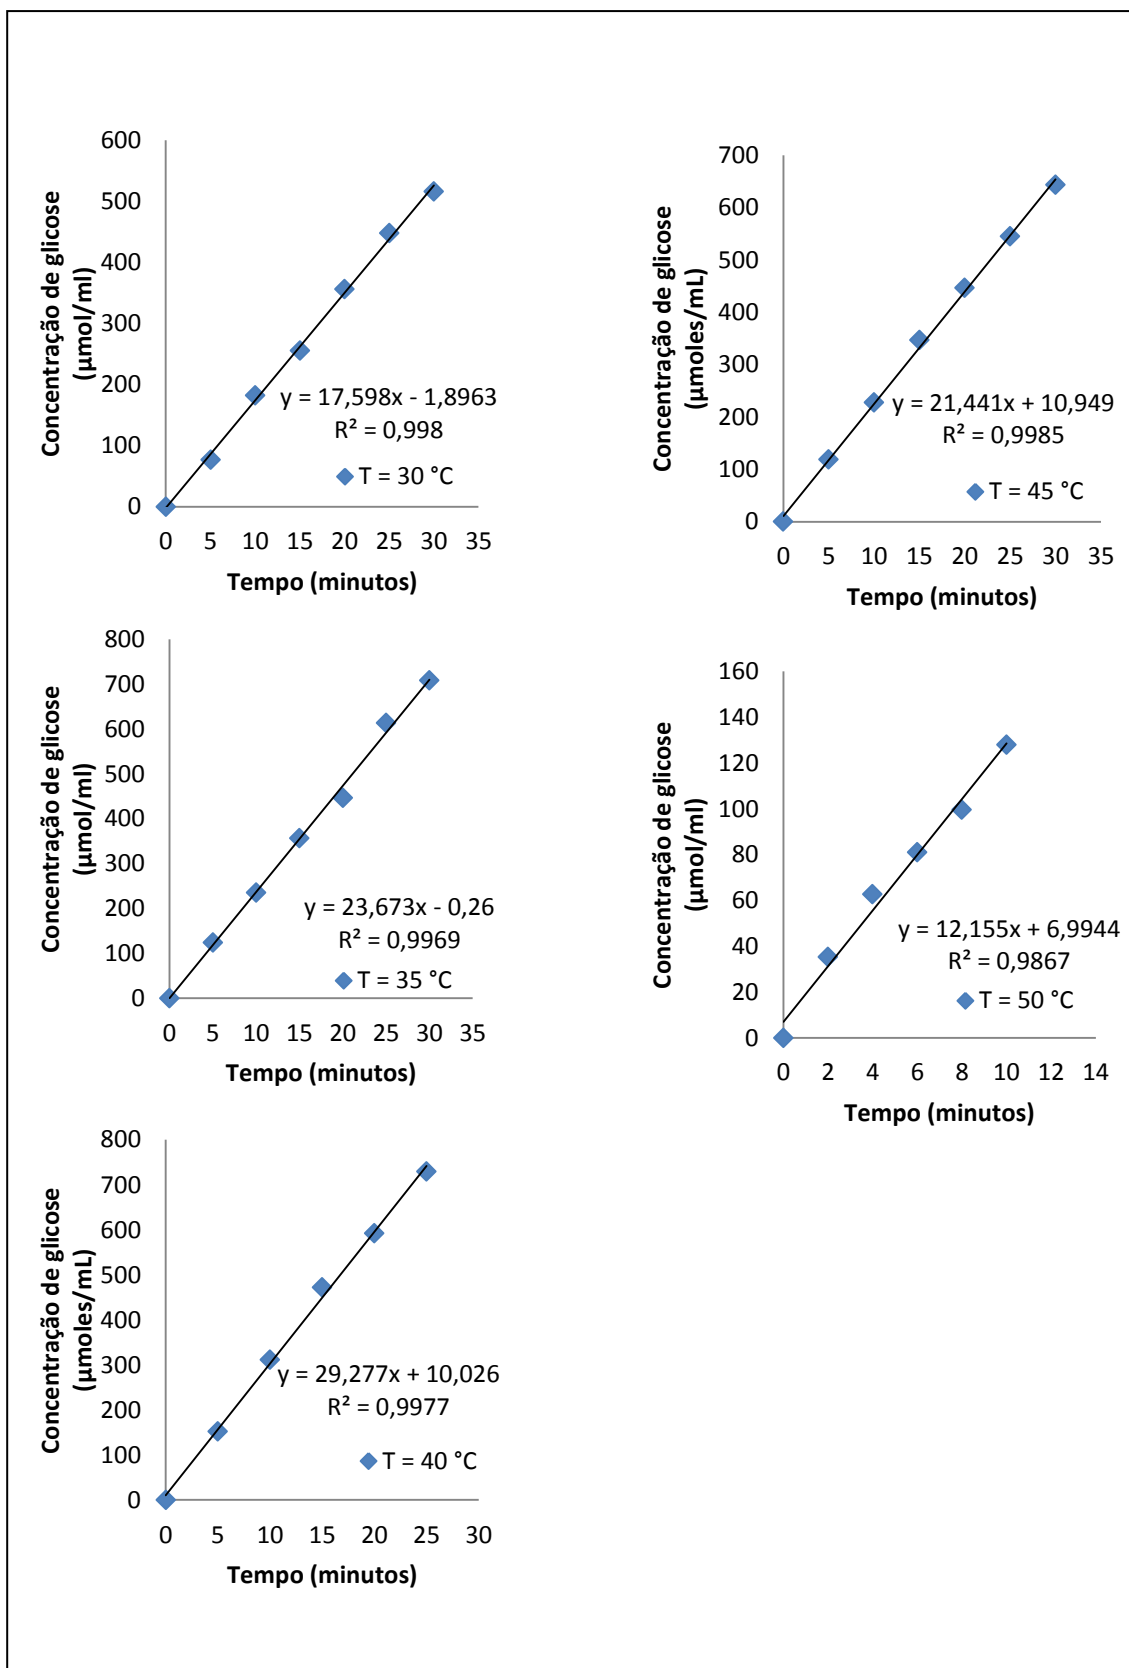 600
500
400
300
200
100
0
Concentração de glicose
(µmol/ml)
y = 17,598x - 1,8963
R² = 0,998
T = 30 °C
0 5 10 15 20 25 30 35
Tempo (minutos)
700
600
500
400
300
200
100
0
Concentração de glicose
(µmoles/mL)
y = 21,441x + 10,949
R² = 0,9985
T = 45 °C
0 5 10 15 20 25 30 35
Tempo (minutos)
800
700
600
500
400
300
200
100
0
Concentração de glicose
(µmol/ml)
y = 23,673x - 0,26
R² = 0,9969
T = 35 °C
0 5 10 15 20 25 30 35
Tempo (minutos)
160
140
120
100
80
60
40
20
0
Concentração de glicose
(µmol/ml)
y = 12,155x + 6,9944
R² = 0,9867
T = 50 °C
0 2 4 6 8 10 12 14
Tempo (minutos)
800
700
600
500
400
300
200
100
0
Concentração de glicose
(µmoles/mL)
y = 29,277x + 10,026
R² = 0,9977
T = 40 °C
0 5 10 15 20 25 30
Tempo (minutos)